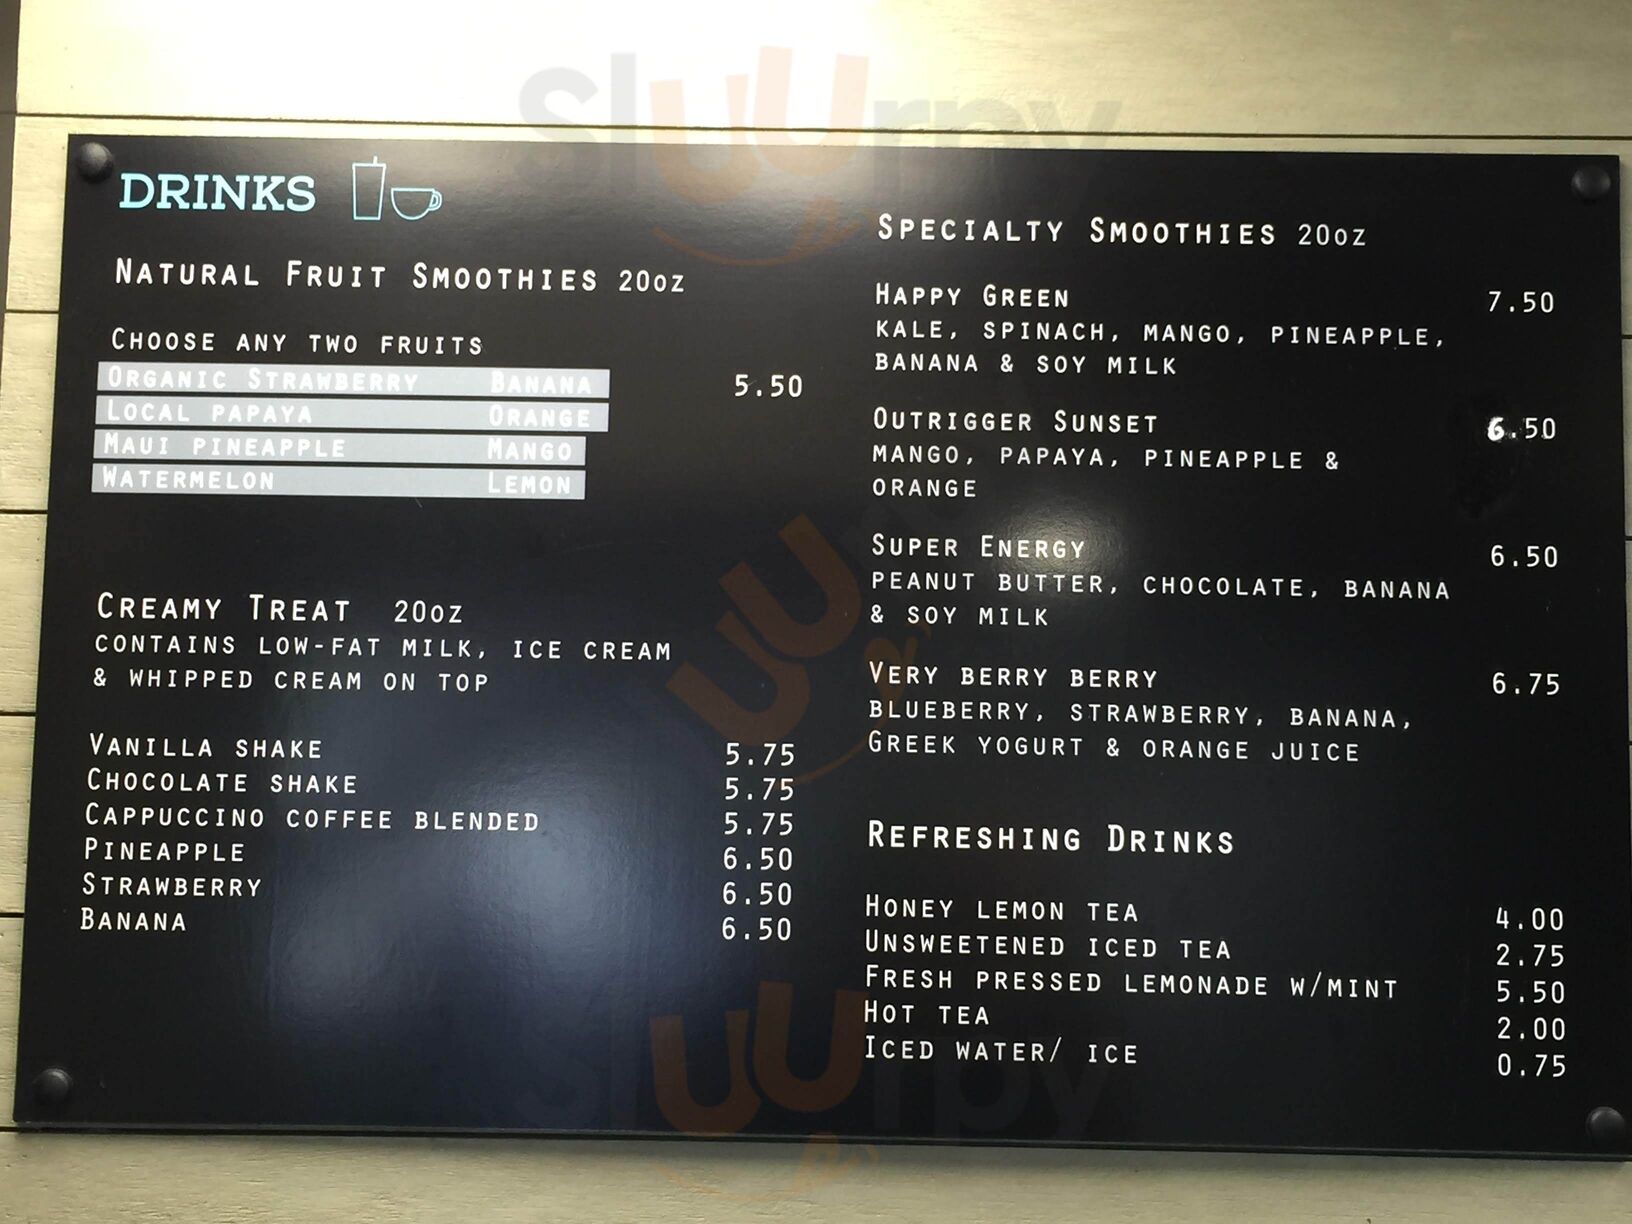 DRINKS
NATURAL FRUIT SMOOTHIES 20oz
CHOOSE ANY TWO FRUITS
ORGANIC STRAWBERRY BANANA 5.50
LOCAL PAPAYA ORANGE
MAUI PINEAPPLE MANGO
WATERMELON LEMON
CREAMY TREAT 20oz
CONTAINS LOW-FAT MILK, ICE CREAM
& WHIPPED CREAM ON TOP
VANILLA SHAKE 5.75
CHOCOLATE SHAKE 5.75
CAPPUCCINO COFFEE BLENDED 5.75
PINEAPPLE 6.50
STRAWBERRY 6.50
BANANA 6.50
SPECIALTY SMOOTHIES 20oz
HAPPY GREEN 7.50
KALE, SPINACH, MANGO, PINEAPPLE,
BANANA & SOY MILK
OUTRIGGER SUNSET 6.50
MANGO, PAPAYA, PINEAPPLE &
ORANGE
SUPER ENERGY 6.50
PEANUT BUTTER, CHOCOLATE, BANANA
& SOY MILK
VERY BERRY BERRY 6.75
BLUEBERRY, STRAWBERRY, BANANA,
GREEK YOGURT & ORANGE JUICE
REFRESHING DRINKS
HONEY LEMON TEA 4.00
UNSWEETENED ICED TEA 2.75
FRESH PRESSED LEMONADE W/MINT 5.50
HOT TEA 2.00
ICED WATER/ ICE 0.75
Sluurpy
Sluurpy
Sluurpy